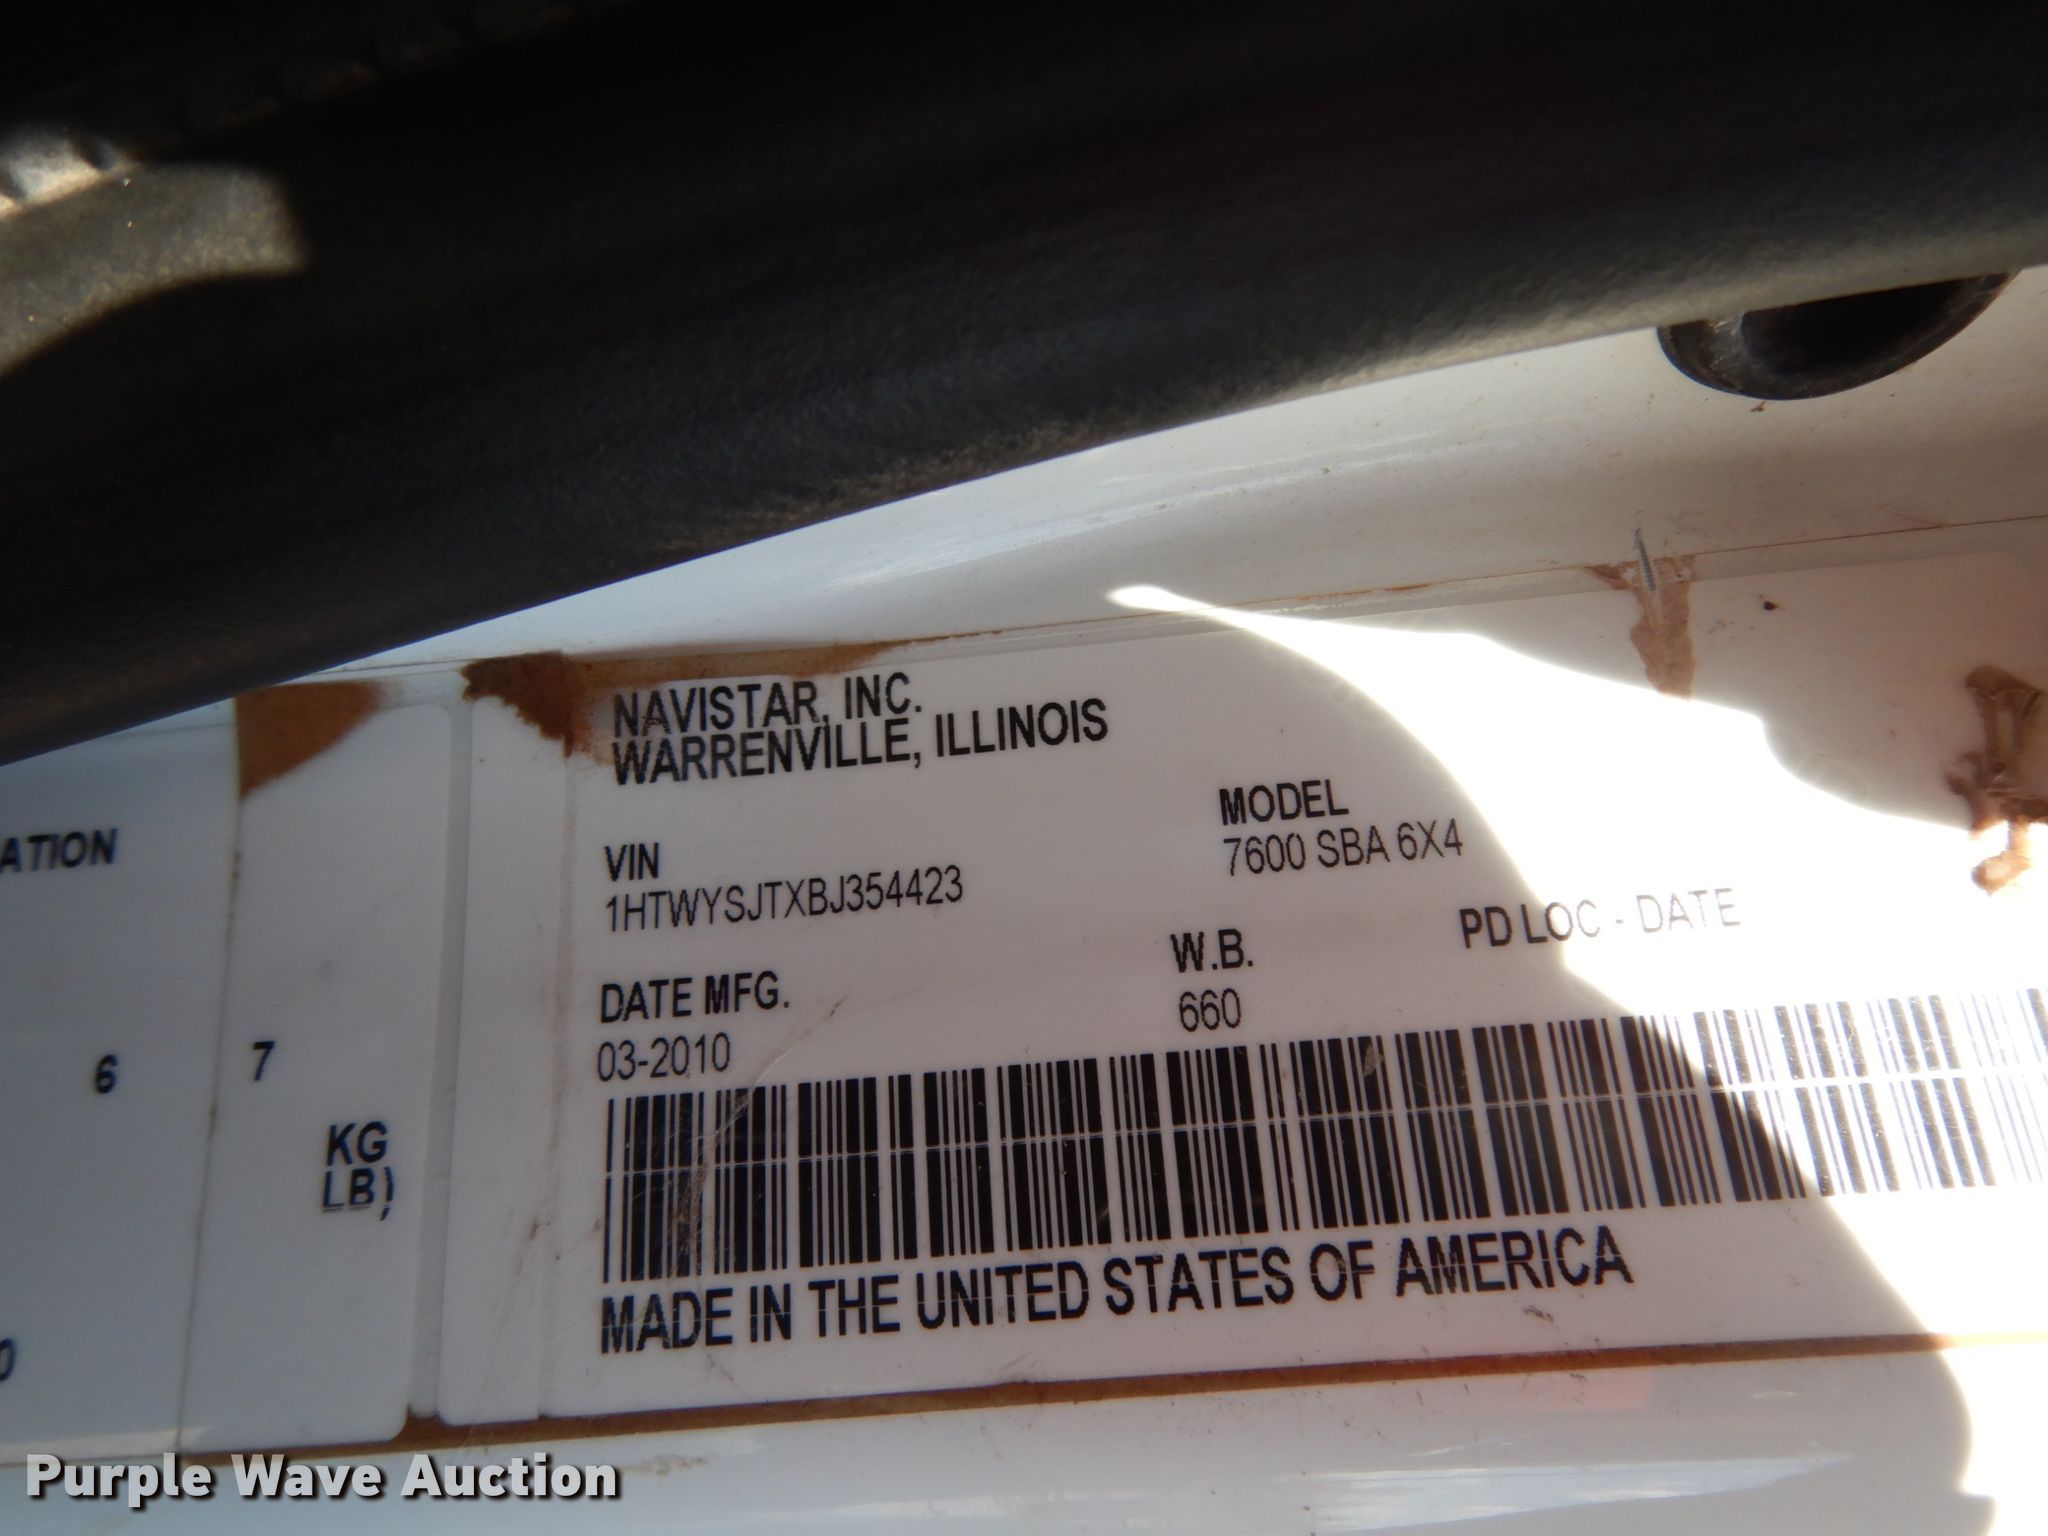 NAVISTAR, INC.
WARRENVILLE, ILLINOIS
MODEL
7600 SBA 6X4
VIN
1HTWYSJTXBJ354423
PD LOC - DATE
W.B.
660
DATE MFG.
03-2010
MADE IN THE UNITED STATES OF AMERICA
ATION
6 7
KG
LB)
0
Purple Wave Auction